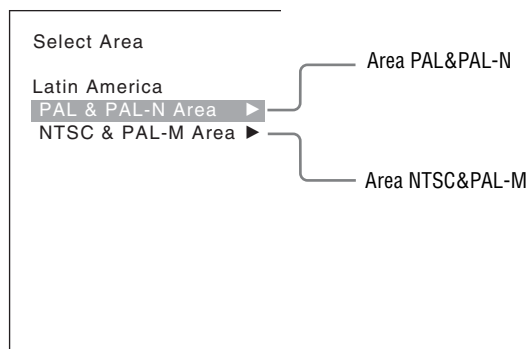 Select Area
Latin America
PAL & PAL-N Area ▶
NTSC & PAL-M Area ▶
Area PAL&PAL-N
Area NTSC&PAL-M